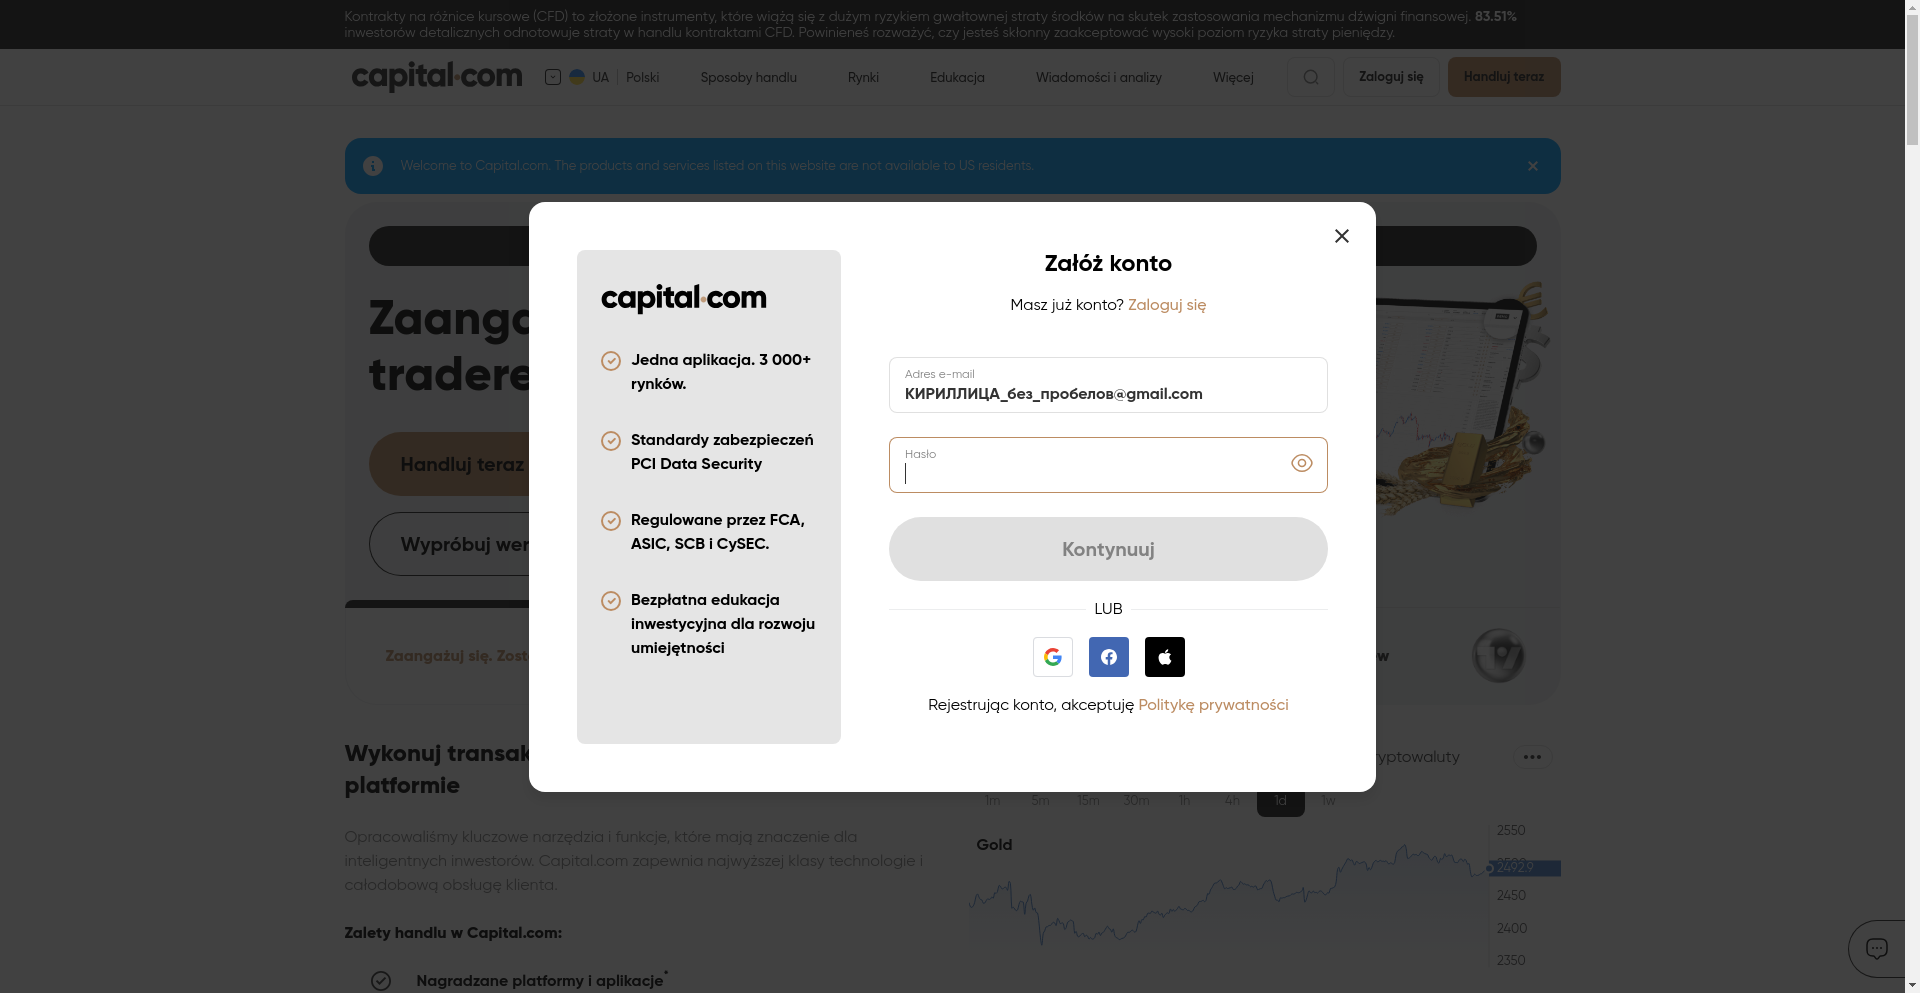 Kontrakty na różnice kursowe (CFD) to złożone instrumenty, które wiążą się z dużym ryzykiem gwałtownej straty środków na skutek zastosowania mechanizmu dźwigni finansowej. 83.51%
inwestorów detalicznych odnotowuje straty w handlu kontraktami CFD. Powinieneś rozważyć, czy jesteś skłonny zaakceptować wysoki poziom ryzyka straty pieniędzy.
capital.com UA Polski Sposoby handlu Rynki Edukacja Wiadomości i analizy Więcej Zaloguj się Handluj teraz
Welcome to Capital.com. The products and services listed on this website are not available to US residents.
Zaanga
tradere
Handluj teraz
Wypróbuj wer
Zaangażuj się. Zosta
capital.com
Jedna aplikacja. 3 000+
rynków.
Standardy zabezpieczeń
PCI Data Security
Regulowane przez FCA,
ASIC, SCB i CySEC.
Bezpłatna edukacja
inwestycyjna dla rozwoju
umiejętności
Załóż konto
Masz już konto? Zaloguj się
Adres e-mail
КИРИЛЛИЦА_без_пробелов@gmail.com
Hasło
Kontynuuj
LUB
Rejestrując konto, akceptuję Politykę prywatności
Wykonuj transak
platformie
Opracowaliśmy kluczowe narzędzia i funkcje, które mają znaczenie dla
inteligentnych inwestorów. Capital.com zapewnia najwyższej klasy technologie i
całodobową obsługę klienta.
Zalety handlu w Capital.com:
Nagradzane platformy i aplikacje*
ryptowaluty
1m 5m 15m 30m 1h 4h 1d 1w
Gold
2550
2492.9
2450
2400
2350